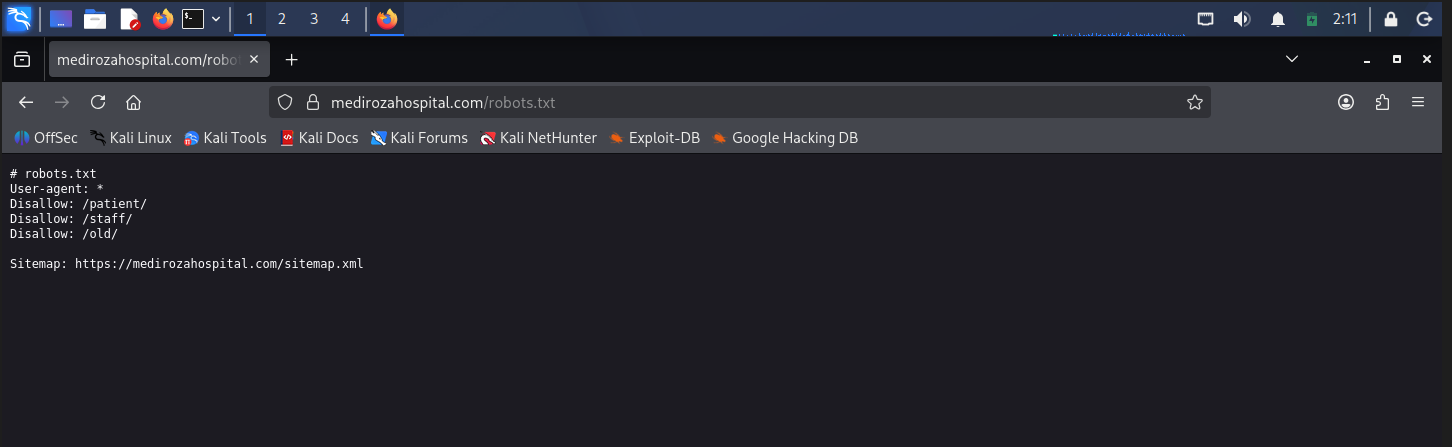 1 2 3 4 2:11
medirozahospital.com/robo
medirozahospital.com/robots.txt
OffSec Kali Linux Kali Tools Kali Docs Kali Forums Kali NetHunter Exploit-DB Google Hacking DB
# robots.txt
User-agent: *
Disallow: /patient/
Disallow: /staff/
Disallow: /old/
Sitemap: https://medirozahospital.com/sitemap.xml